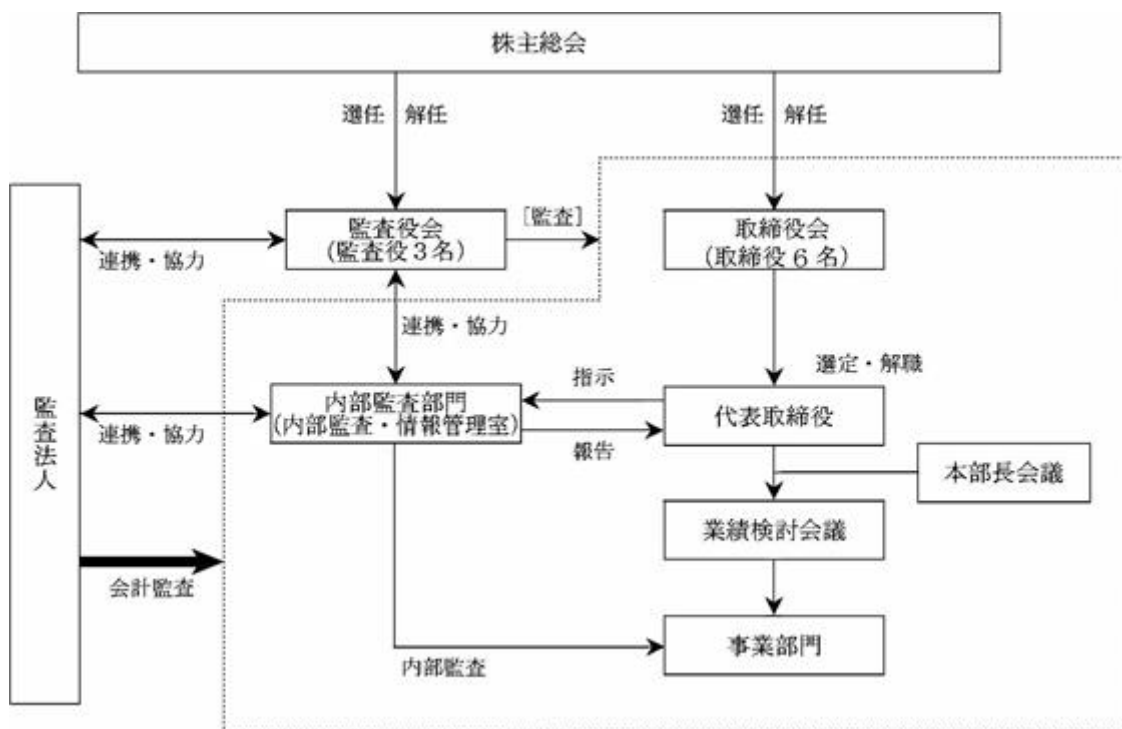 株主総会
選任 解任
選任 解任
監査役会
(監査役3名)
[監査]
取締役会
(取締役6名)
連携・協力
連携・協力
選定・解職
指示
内部監査部門
(内部監査・情報管理室)
代表取締役
連携・協力
報告
監査法人
本部長会議
業績検討会議
会計監査
事業部門
内部監査